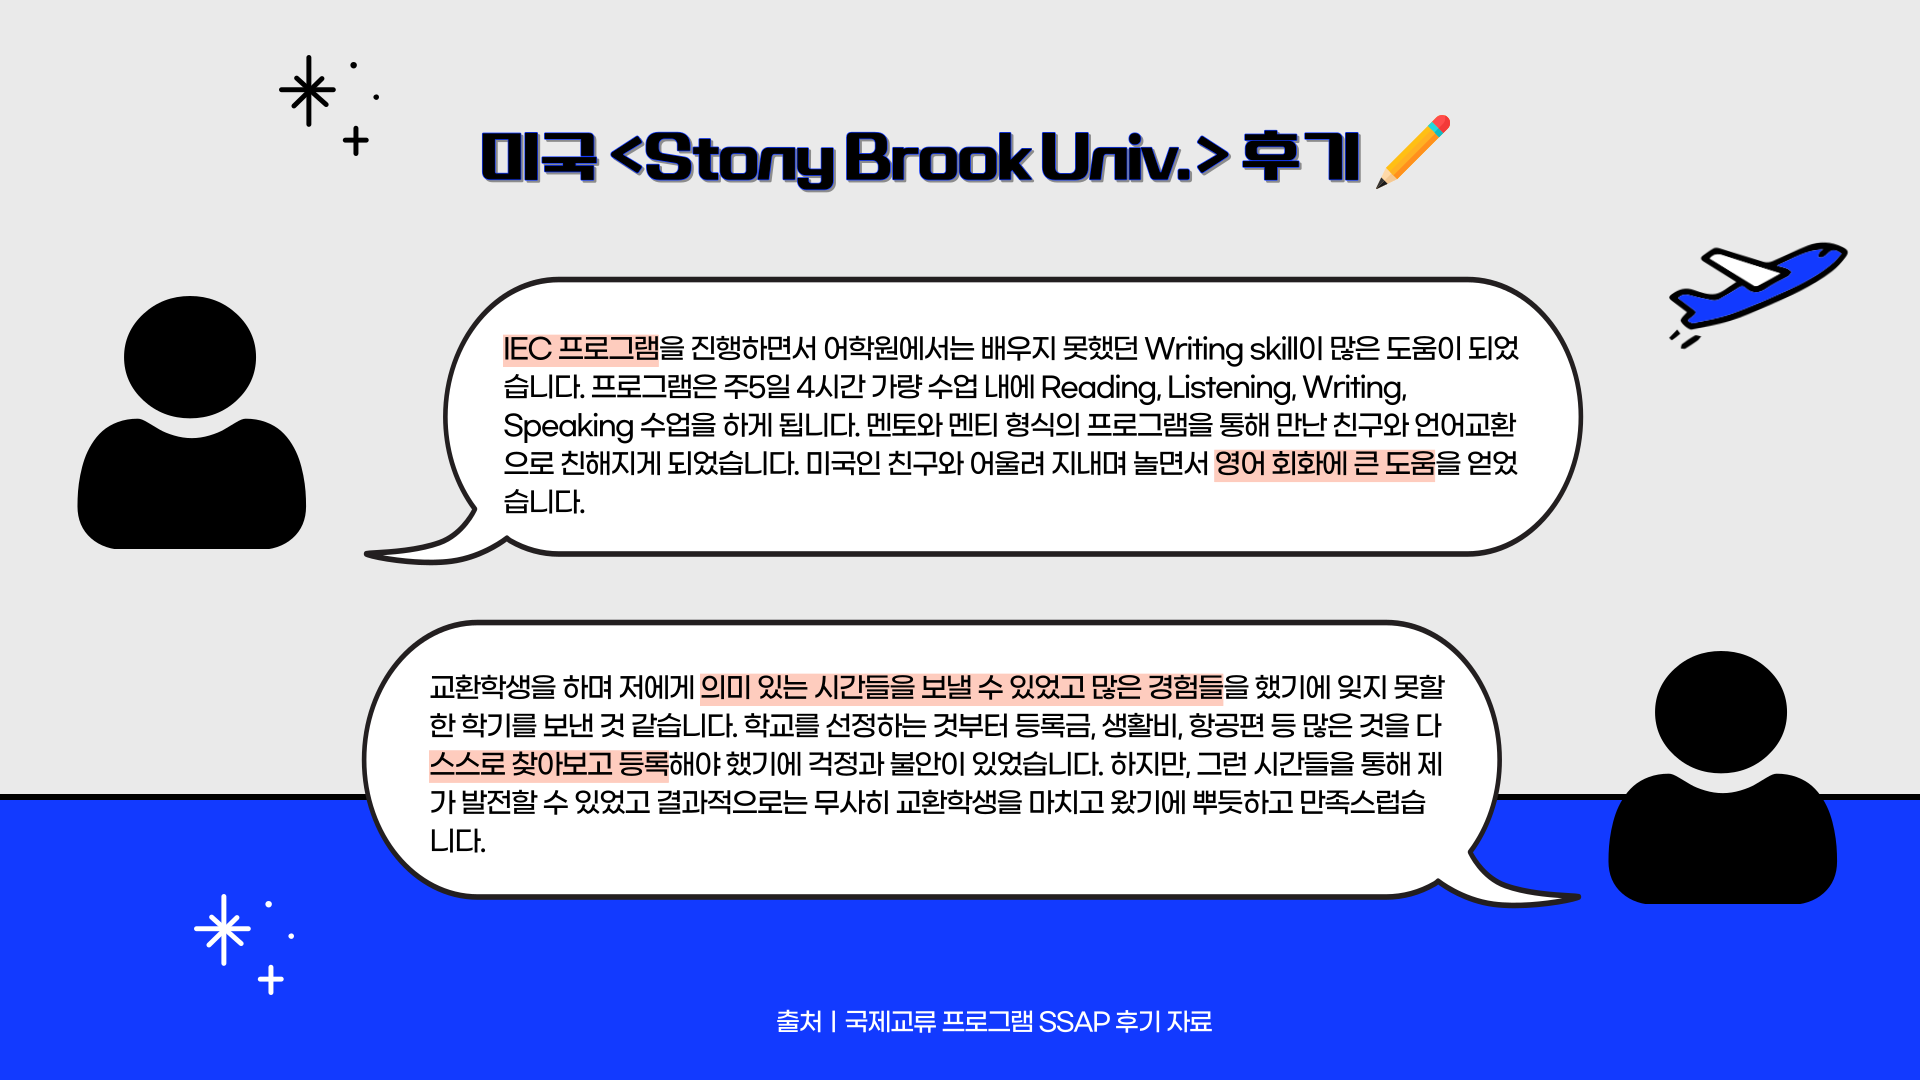 미국 <Stony Brook Univ.> 후기
IEC 프로그램을 진행하면서 어학원에서는 배우지 못했던 Writing skill이 많은 도움이 되었
습니다. 프로그램은 주5일 4시간 가량 수업 내에 Reading, Listening, Writing,
Speaking 수업을 하게 됩니다. 멘토와 멘티 형식의 프로그램을 통해 만난 친구와 언어교환
으로 친해지게 되었습니다. 미국인 친구와 어울려 지내며 놀면서 영어 회화에 큰 도움을 얻었
습니다.
교환학생을 하며 저에게 의미 있는 시간들을 보낼 수 있었고 많은 경험들을 했기에 잊지 못할
한 학기를 보낸 것 같습니다. 학교를 선정하는 것부터 등록금, 생활비, 항공편 등 많은 것을 다
스스로 찾아보고 등록해야 했기에 걱정과 불안이 있었습니다. 하지만, 그런 시간들을 통해 제
가 발전할 수 있었고 결과적으로는 무사히 교환학생을 마치고 왔기에 뿌듯하고 만족스럽습
니다.
출처ㅣ국제교류 프로그램 SSAP 후기 자료